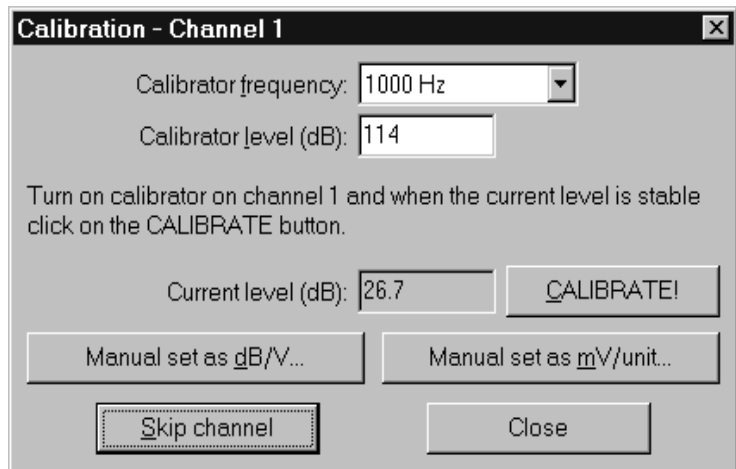 Calibration - Channel 1
Calibrator frequency: 1000 Hz
Calibrator level (dB): 114
Turn on calibrator on channel 1 and when the current level is stable
click on the CALIBRATE button.
Current level (dB): 26.7 CALIBRATE!
Manual set as dB/V... Manual set as mV/unit...
Skip channel Close